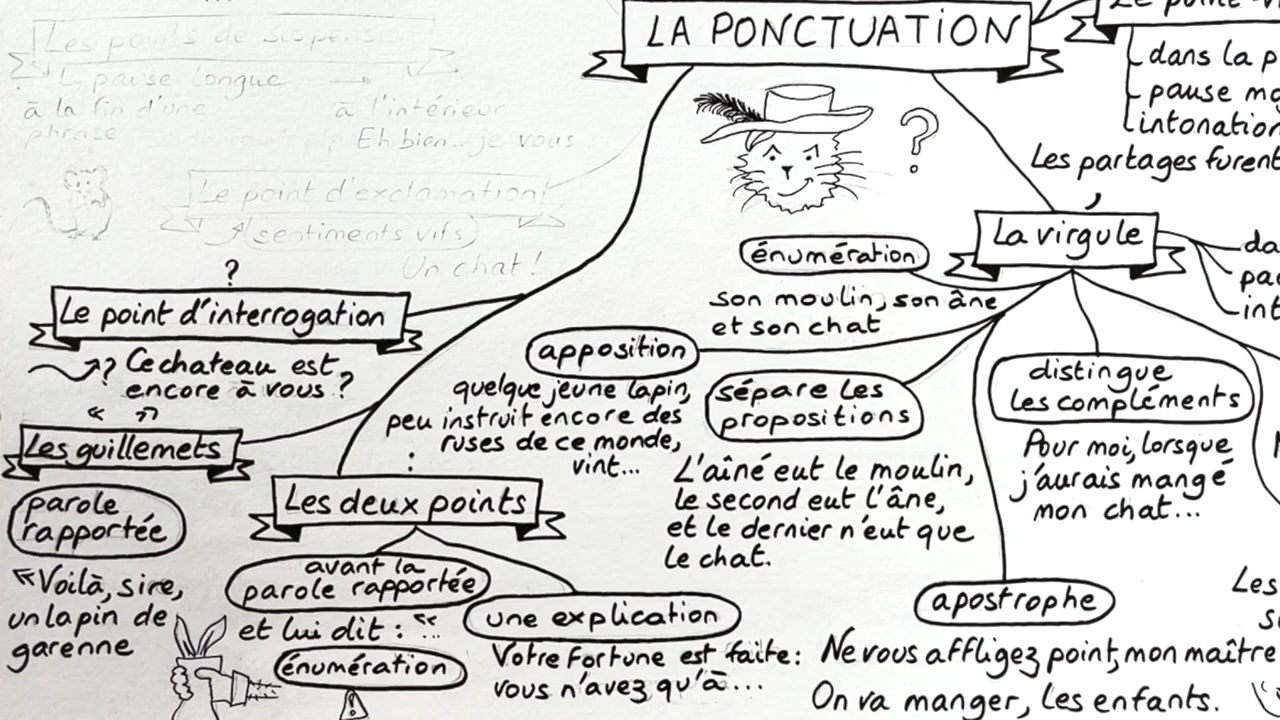 ...
Les points de suspension
pause longue
à la fin d'une
phrase
à l'intérieur
Eh bien.. je vous
Le point d'exclamation
sentiments vifs
Un chat !
?
Le point d'interrogation
? Ce chateau est
encore à vous ?
« »
Les guillemets
parole
rapportée
« Voilà, sire,
un lapin de
garenne
LA PONCTUATION
?
:
Les deux points
avant la
parole rapportée
et lui dit : «...
énumération
!
une explication
Votre fortune est faite :
vous n'avez qu'à...
,
La virgule
énumération
son moulin, son âne
et son chat
apposition
quelque jeune lapin,
peu instruit encore des
ruses de ce monde,
vint...
sépare les
propositions
L'aîné eut le moulin,
le second eut l'âne,
et le dernier n'eut que
le chat.
distingue
les compléments
Pour moi, lorsque
j'aurais mangé
mon chat...
apostrophe
Ne vous affligez point, mon maître
On va manger, les enfants.
dans la p
pause mo
intonation
Les partages furent
da
pau
int
Les